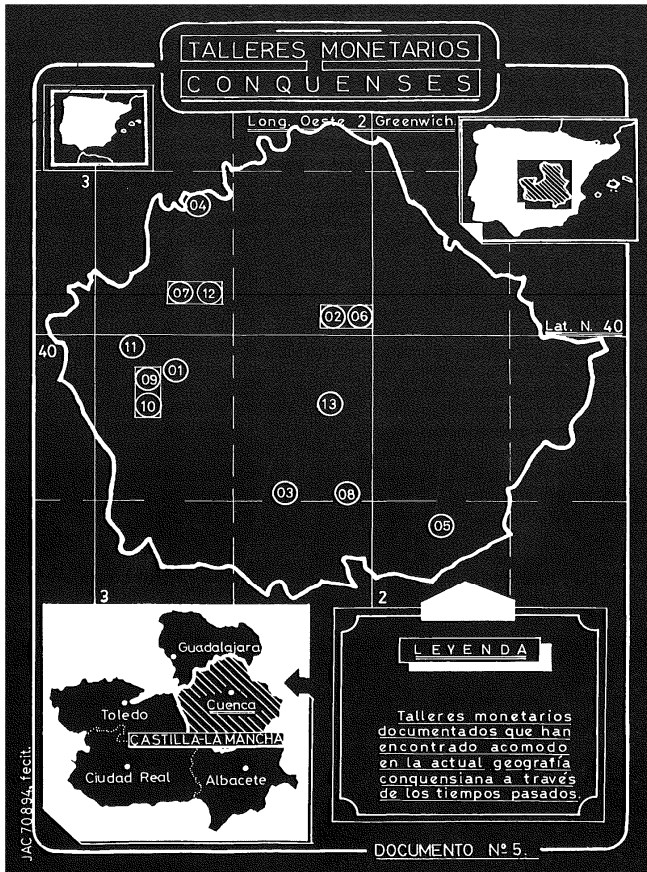 TALLERES MONETARIOS
CONQUENSES
Long. Oeste 2 Greenwich.
3
04
07 12
02 06
Lat. N. 40
40
11
01
09
10
13
03 08
05
3
2
Guadalajara
Cuenca
Toledo
CASTILLA-LA MANCHA
Ciudad Real
Albacete
LEYENDA
Talleres monetarios
documentados que han
encontrado acomodo
en la actual geografía
conquensiana a través
de los tiempos pasados.
JAC 70894, fecit.
DOCUMENTO Nº 5.